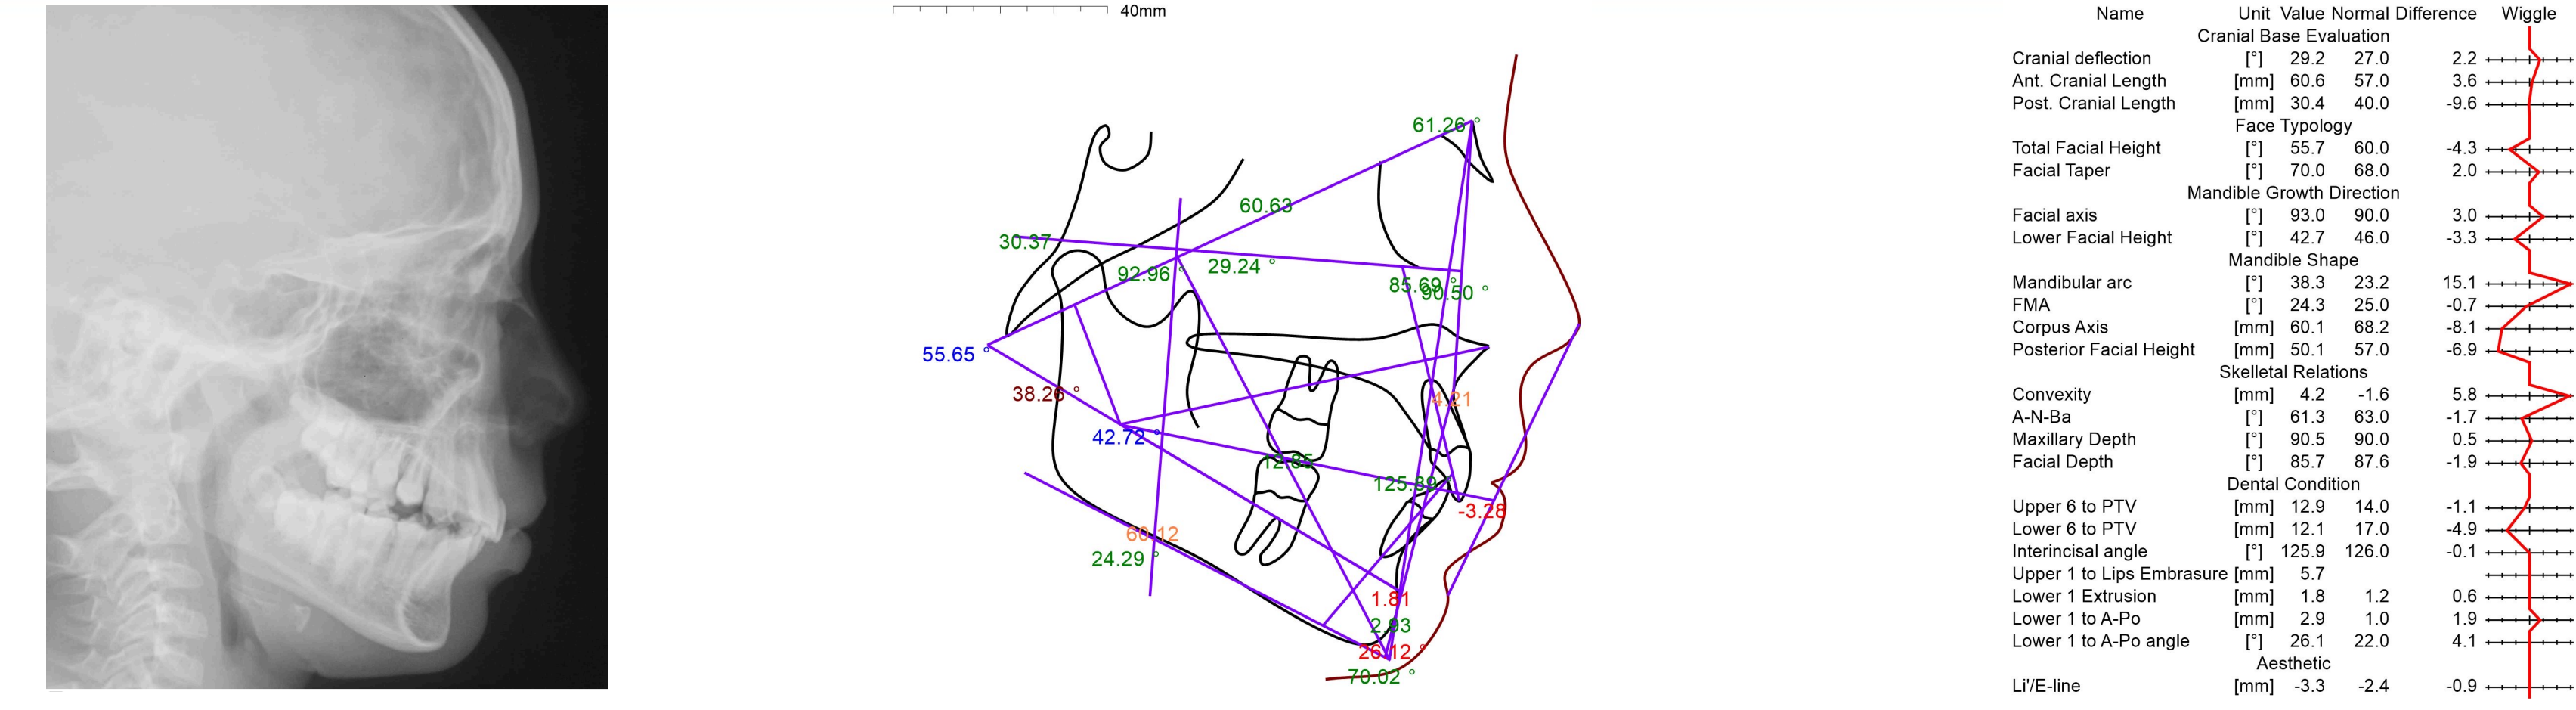 40mm
61.26 °
60.63
30.37
92.96 °
29.24 °
85.69 °
90.50 °
55.65 °
38.26 °
4.21
42.72 °
12.85
125.89 °
-3.28
60.12
24.29 °
1.81
2.93
26.12 °
70.02 °
Name Unit Value Normal Difference Wiggle
Cranial Base Evaluation
Cranial deflection [°] 29.2 27.0 2.2
Ant. Cranial Length [mm] 60.6 57.0 3.6
Post. Cranial Length [mm] 30.4 40.0 -9.6
Face Typology
Total Facial Height [°] 55.7 60.0 -4.3
Facial Taper [°] 70.0 68.0 2.0
Mandible Growth Direction
Facial axis [°] 93.0 90.0 3.0
Lower Facial Height [°] 42.7 46.0 -3.3
Mandible Shape
Mandibular arc [°] 38.3 23.2 15.1
FMA [°] 24.3 25.0 -0.7
Corpus Axis [mm] 60.1 68.2 -8.1
Posterior Facial Height [mm] 50.1 57.0 -6.9
Skelletal Relations
Convexity [mm] 4.2 -1.6 5.8
A-N-Ba [°] 61.3 63.0 -1.7
Maxillary Depth [°] 90.5 90.0 0.5
Facial Depth [°] 85.7 87.6 -1.9
Dental Condition
Upper 6 to PTV [mm] 12.9 14.0 -1.1
Lower 6 to PTV [mm] 12.1 17.0 -4.9
Interincisal angle [°] 125.9 126.0 -0.1
Upper 1 to Lips Embrasure [mm] 5.7
Lower 1 Extrusion [mm] 1.8 1.2 0.6
Lower 1 to A-Po [mm] 2.9 1.0 1.9
Lower 1 to A-Po angle [°] 26.1 22.0 4.1
Aesthetic
Li'/E-line [mm] -3.3 -2.4 -0.9